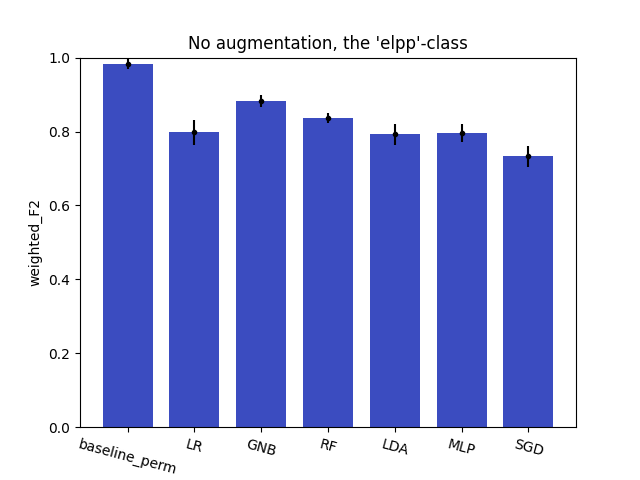 No augmentation, the 'elpp'-class
weighted_F2
1.0
0.8
0.6
0.4
0.2
0.0
baseline_perm
LR
GNB
RF
LDA
MLP
SGD